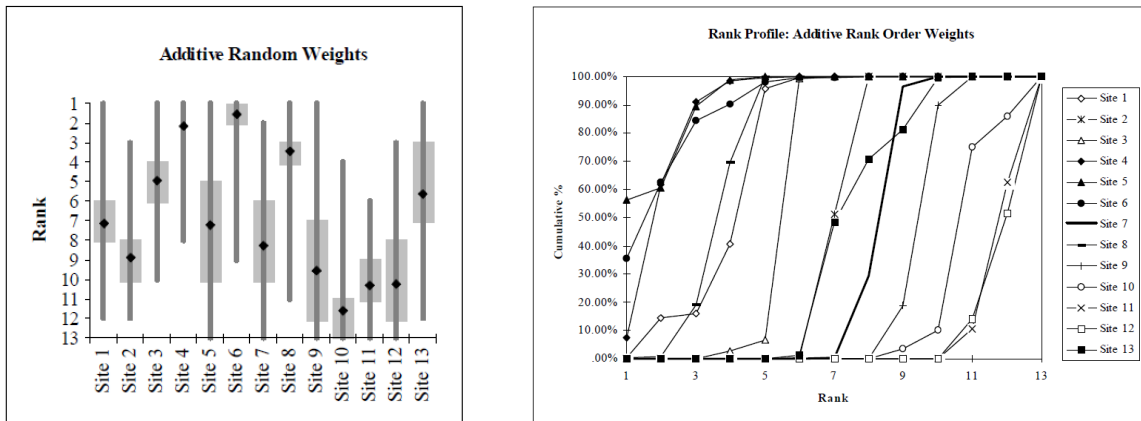 Additive Random Weights
Rank
1
2
3
4
5
6
7
8
9
10
11
12
13
Site 1
Site 2
Site 3
Site 4
Site 5
Site 6
Site 7
Site 8
Site 9
Site 10
Site 11
Site 12
Site 13
Rank Profile: Additive Rank Order Weights
Cumulative %
100.00%
90.00%
80.00%
70.00%
60.00%
50.00%
40.00%
30.00%
20.00%
10.00%
.00%
1 3 5 7 9 11 13
Rank
Site 1
Site 2
Site 3
Site 4
Site 5
Site 6
Site 7
Site 8
Site 9
Site 10
Site 11
Site 12
Site 13